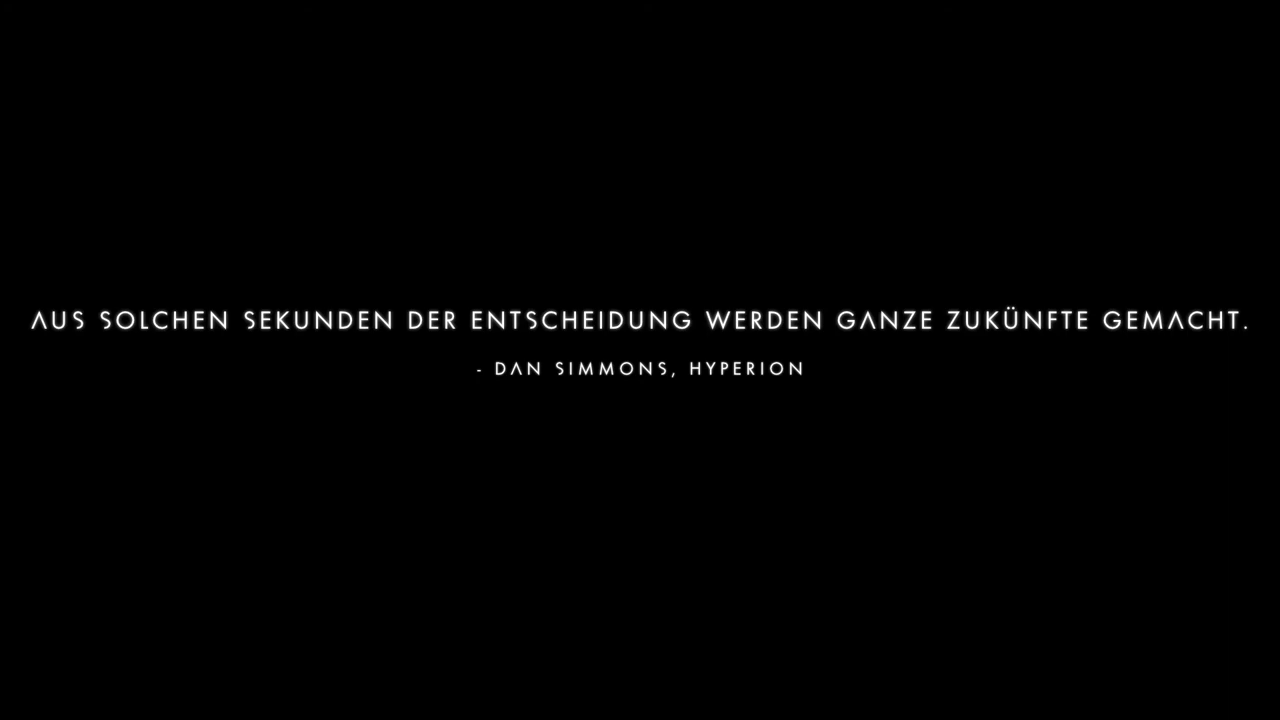 AUS SOLCHEN SEKUNDEN DER ENTSCHEIDUNG WERDEN GANZE ZUKÜNFTE GEMACHT.
- DAN SIMMONS, HYPERION